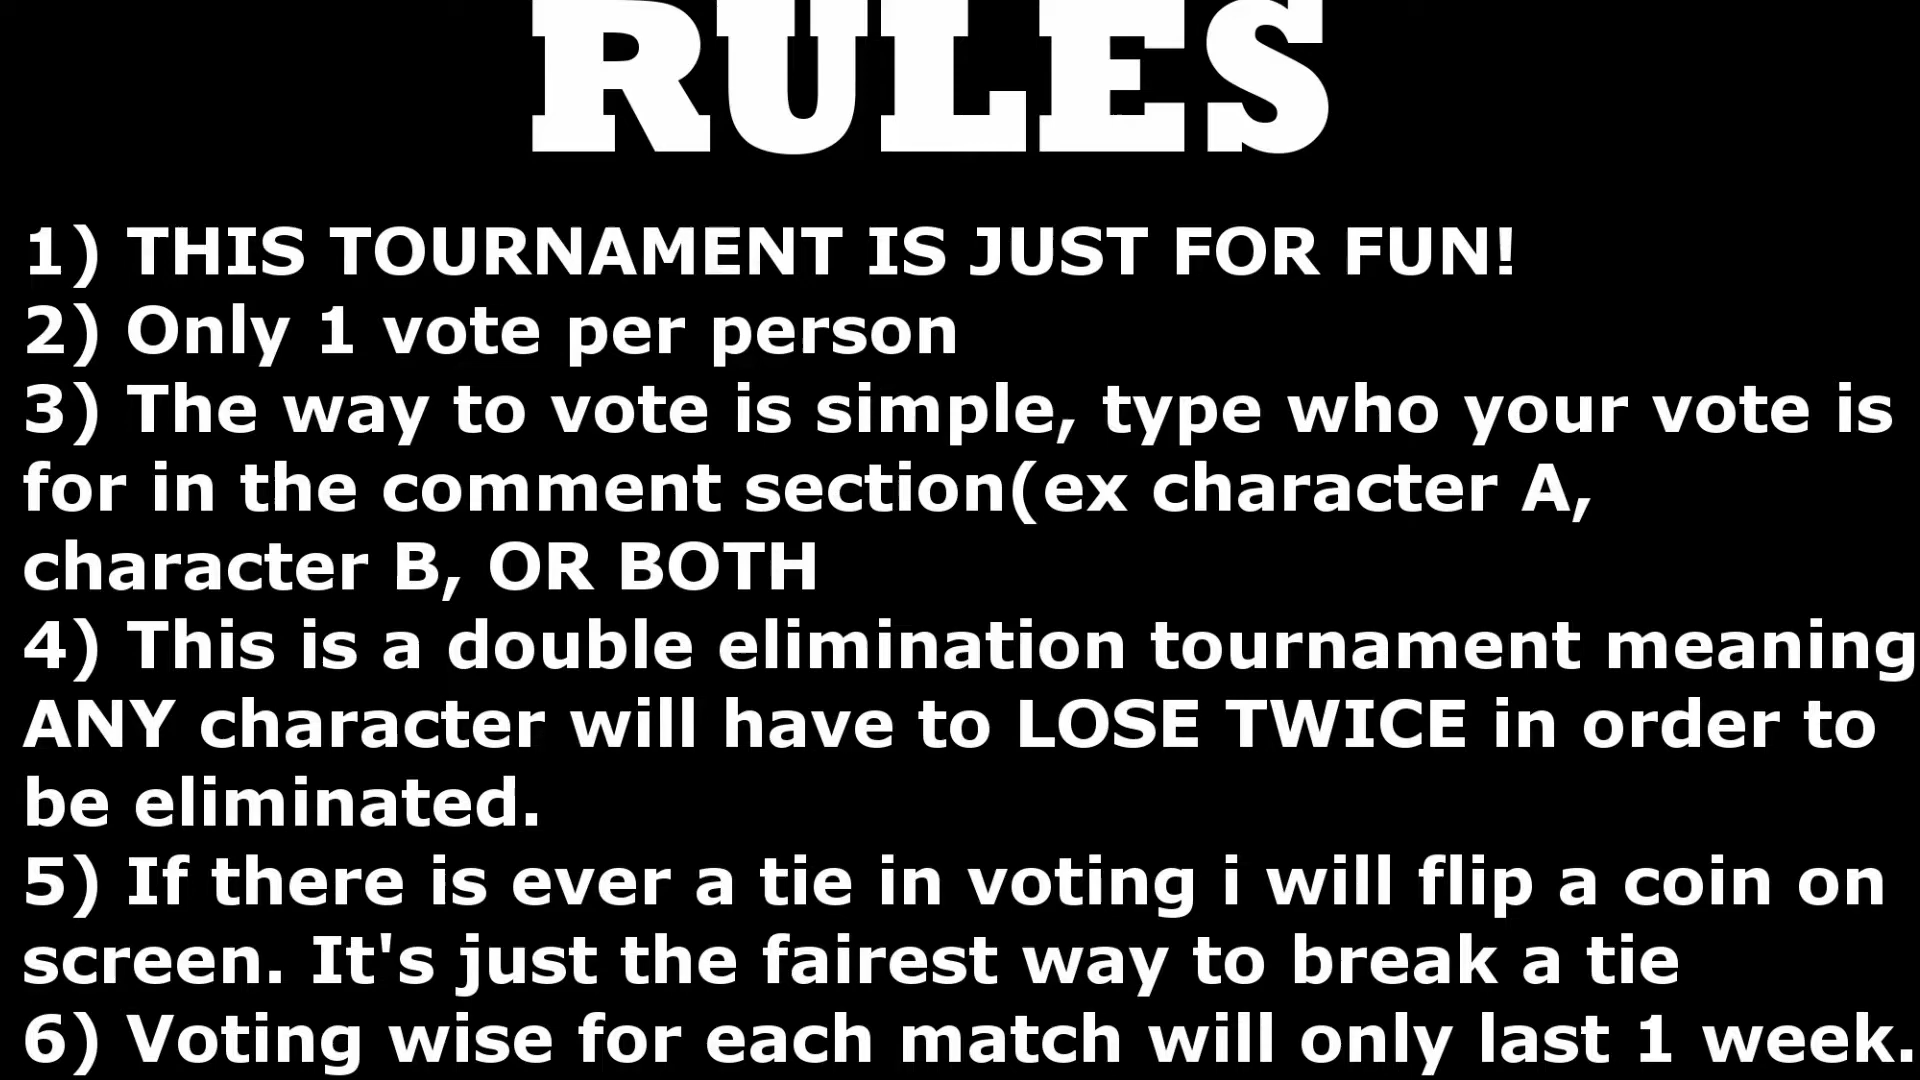 RULES
1) THIS TOURNAMENT IS JUST FOR FUN!
2) Only 1 vote per person
3) The way to vote is simple, type who your vote is
for in the comment section(ex character A,
character B, OR BOTH
4) This is a double elimination tournament meaning
ANY character will have to LOSE TWICE in order to
be eliminated.
5) If there is ever a tie in voting i will flip a coin on
screen. It's just the fairest way to break a tie
6) Voting wise for each match will only last 1 week.